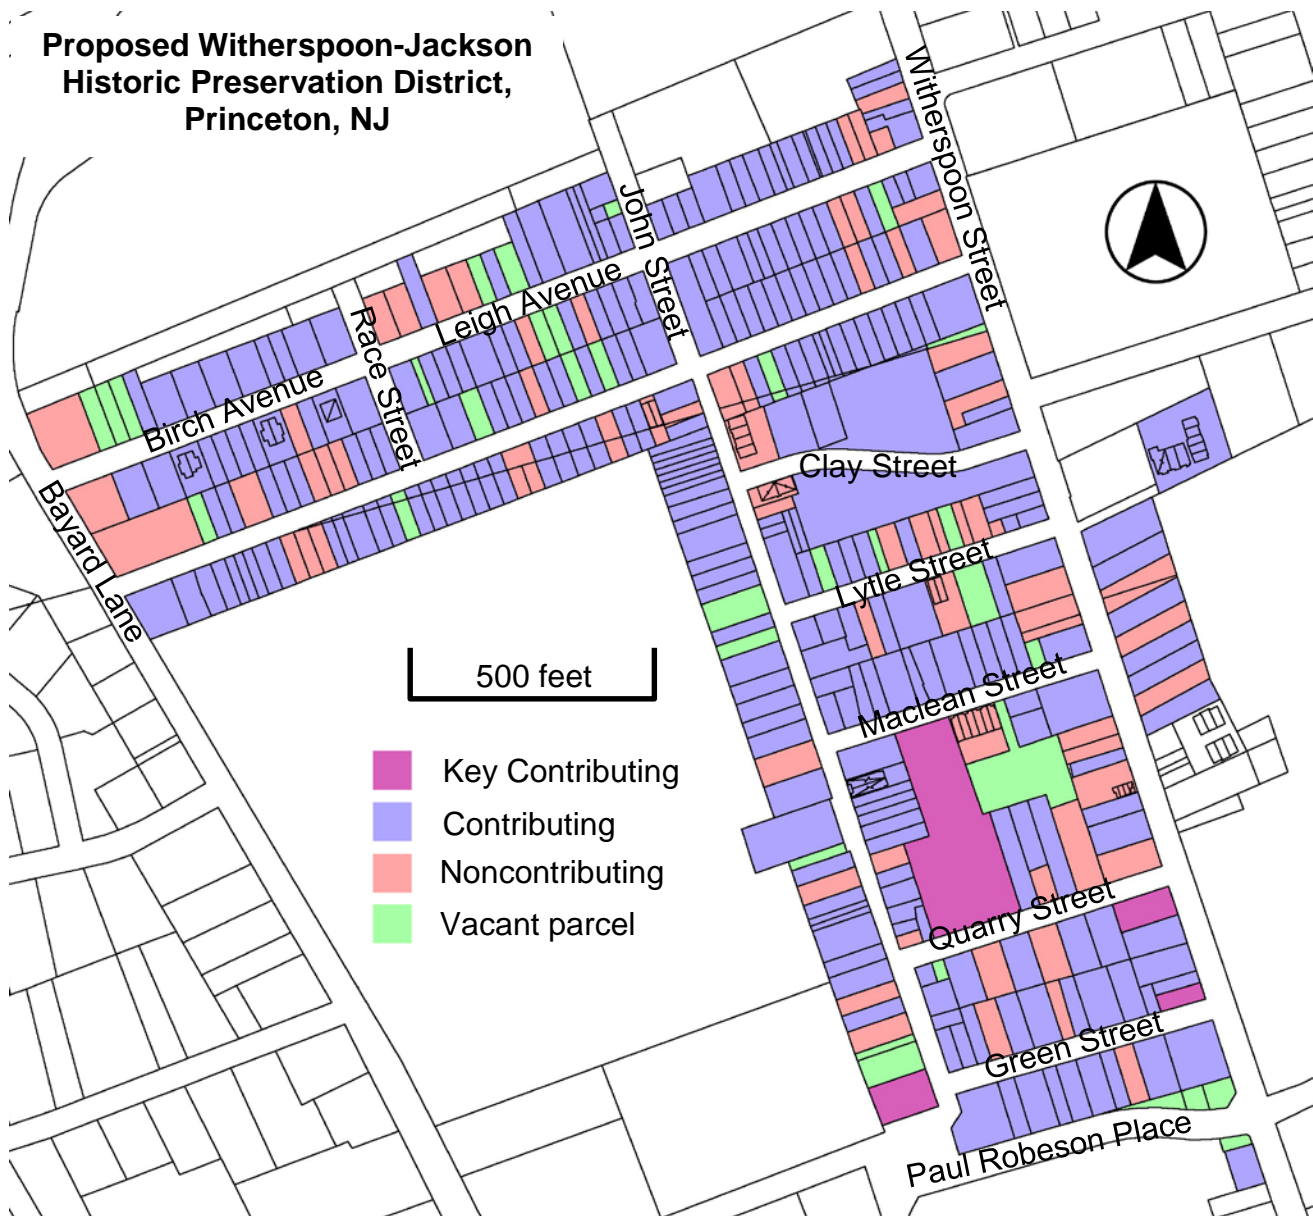 Proposed Witherspoon-Jackson
Historic Preservation District,
Princeton, NJ
Witherspoon Street
John Street
Leigh Avenue
Race Street
Birch Avenue
Clay Street
Bayard Lane
Lytle Street
500 feet
Maclean Street
Key Contributing
Contributing
Noncontributing
Vacant parcel
Quarry Street
Green Street
Paul Robeson Place